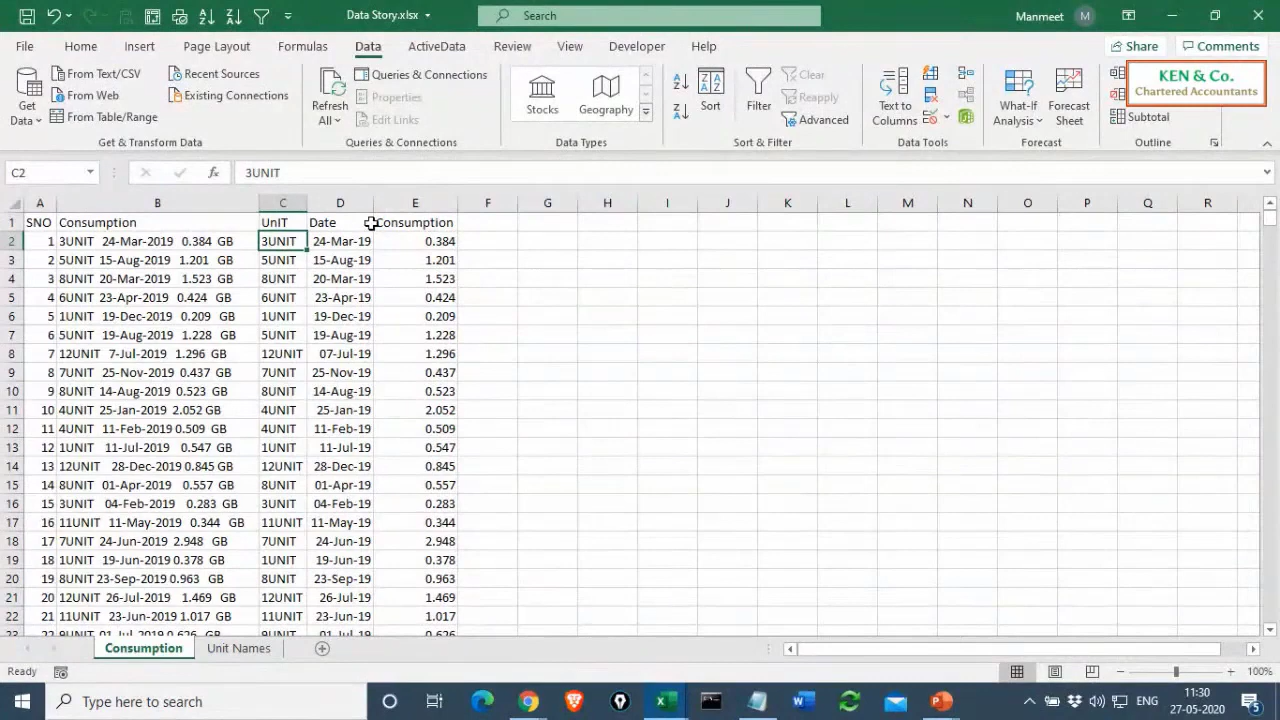 Data Story.xlsx
Search
Manmeet
M
File Home Insert Page Layout Formulas Data ActiveData Review View Developer Help
Share Comments
Get Data
From Text/CSV
From Web
From Table/Range
Recent Sources
Existing Connections
Get & Transform Data
Refresh All
Queries & Connections
Properties
Edit Links
Queries & Connections
Stocks
Geography
Data Types
Sort
Filter
Clear
Reapply
Advanced
Sort & Filter
Text to Columns
Data Tools
What-If Analysis
Forecast Sheet
Forecast
Subtotal
Outline
KEN & Co.
Chartered Accountants
C2 fx 3UNIT
A B C D E F G H I J K L M N O P Q R
1 SNO Consumption UnIT Date Consumption
2 1 3UNIT 24-Mar-2019 0.384 GB 3UNIT 24-Mar-19 0.384
3 2 5UNIT 15-Aug-2019 1.201 GB 5UNIT 15-Aug-19 1.201
4 3 8UNIT 20-Mar-2019 1.523 GB 8UNIT 20-Mar-19 1.523
5 4 6UNIT 23-Apr-2019 0.424 GB 6UNIT 23-Apr-19 0.424
6 5 1UNIT 19-Dec-2019 0.209 GB 1UNIT 19-Dec-19 0.209
7 6 5UNIT 19-Aug-2019 1.228 GB 5UNIT 19-Aug-19 1.228
8 7 12UNIT 7-Jul-2019 1.296 GB 12UNIT 07-Jul-19 1.296
9 8 7UNIT 25-Nov-2019 0.437 GB 7UNIT 25-Nov-19 0.437
10 9 8UNIT 14-Aug-2019 0.523 GB 8UNIT 14-Aug-19 0.523
11 10 4UNIT 25-Jan-2019 2.052 GB 4UNIT 25-Jan-19 2.052
12 11 4UNIT 11-Feb-2019 0.509 GB 4UNIT 11-Feb-19 0.509
13 12 1UNIT 11-Jul-2019 0.547 GB 1UNIT 11-Jul-19 0.547
14 13 12UNIT 28-Dec-2019 0.845 GB 12UNIT 28-Dec-19 0.845
15 14 8UNIT 01-Apr-2019 0.557 GB 8UNIT 01-Apr-19 0.557
16 15 3UNIT 04-Feb-2019 0.283 GB 3UNIT 04-Feb-19 0.283
17 16 11UNIT 11-May-2019 0.344 GB 11UNIT 11-May-19 0.344
18 17 7UNIT 24-Jun-2019 2.948 GB 7UNIT 24-Jun-19 2.948
19 18 1UNIT 19-Jun-2019 0.378 GB 1UNIT 19-Jun-19 0.378
20 19 8UNIT 23-Sep-2019 0.963 GB 8UNIT 23-Sep-19 0.963
21 20 12UNIT 26-Jul-2019 1.469 GB 12UNIT 26-Jul-19 1.469
22 21 11UNIT 23-Jun-2019 1.017 GB 11UNIT 23-Jun-19 1.017
23 22 9UNIT 01-Jul-2019 0.626 GB 9UNIT 01-Jul-19 0.626
Consumption Unit Names
Ready 100%
Type here to search
ENG
11:30
27-05-2020
5